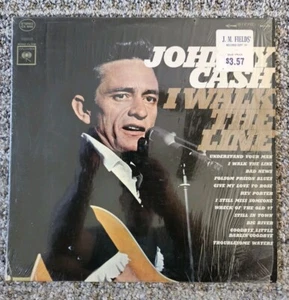 JOHNNY
CASH
I WALK
THE
LINE
J. M. FIELDS'
$3.57
UNDERSTAND YOUR MAN
I WALK THE LINE
BAD NEWS
FOLSOM PRISON BLUES
GIVE MY LOVE TO ROSE
HEY PORTER
I STILL MISS SOMEONE
WRECK OF THE OLD 97
STILL IN TOWN
BIG RIVER
GOODBYE, LITTLE
DARLIN' GOODBYE
TROUBLESOME WATERS